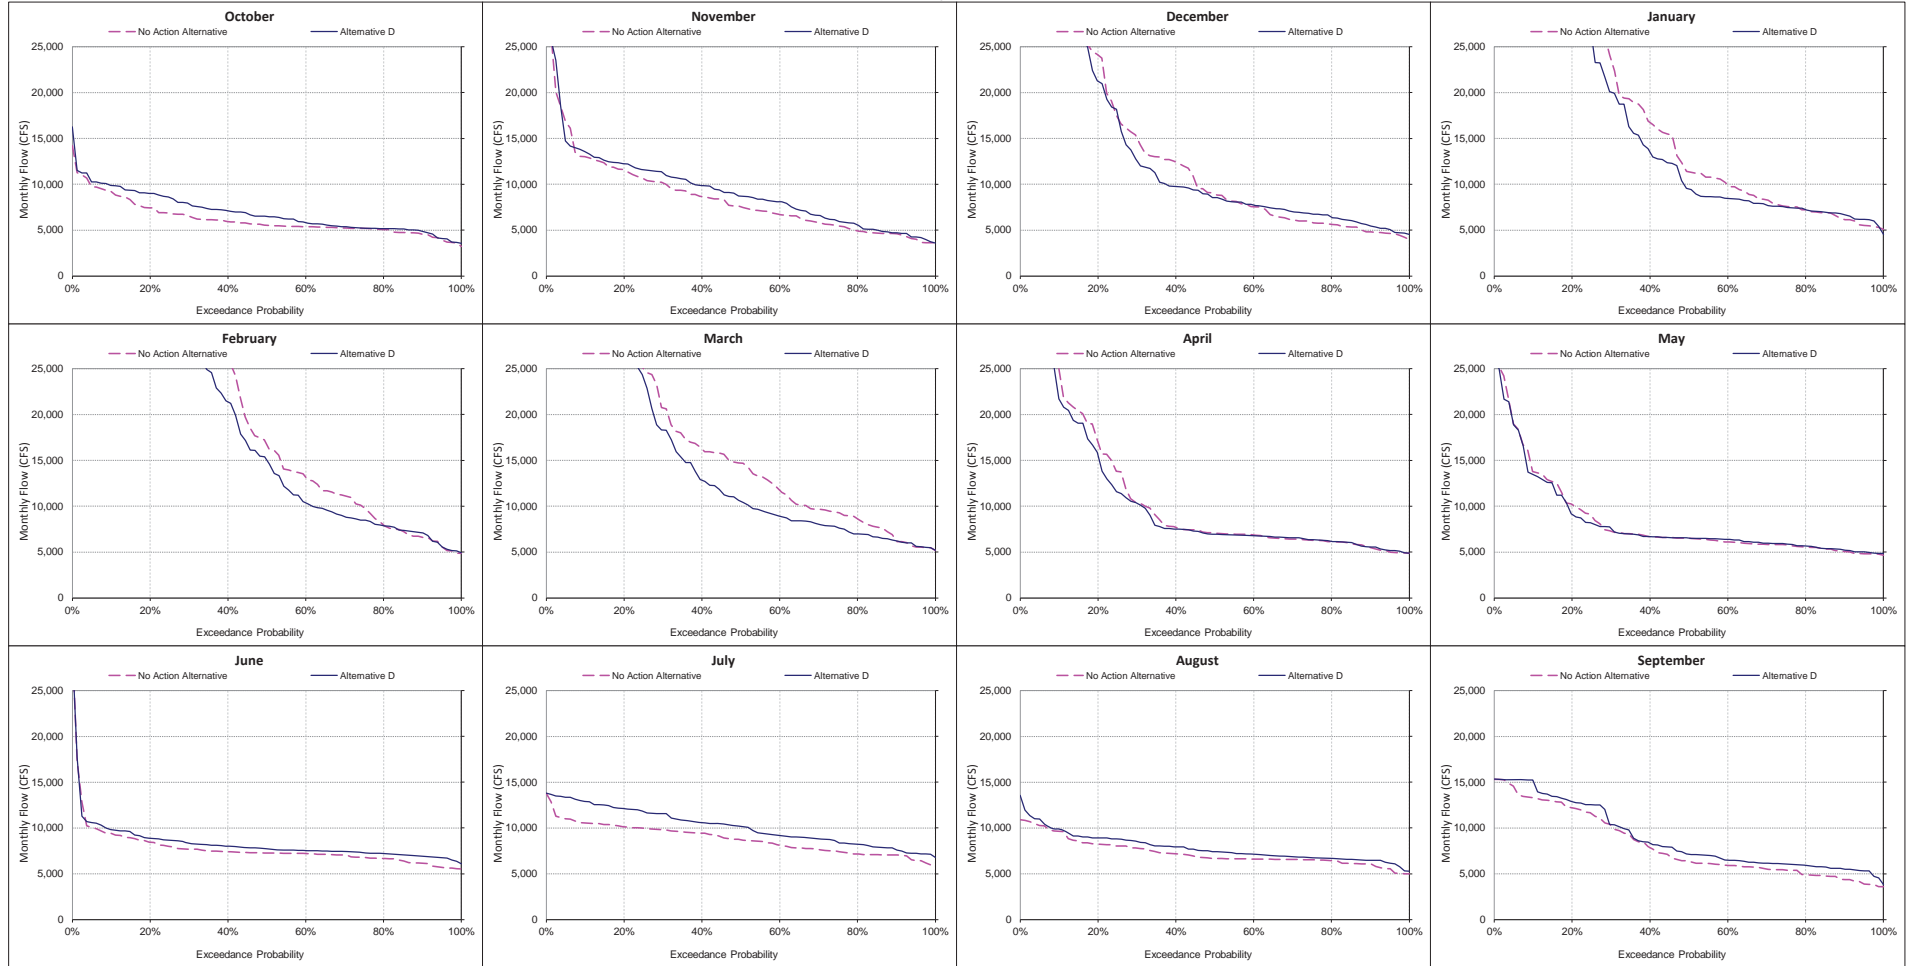 October
No Action Alternative Alternative D
25,000
20,000
15,000
10,000
5,000
0
Monthly Flow (CFS)
0% 20% 40% 60% 80% 100%
Exceedance Probability
November
No Action Alternative Alternative D
25,000
20,000
15,000
10,000
5,000
0
Monthly Flow (CFS)
0% 20% 40% 60% 80% 100%
Exceedance Probability
December
No Action Alternative Alternative D
25,000
20,000
15,000
10,000
5,000
0
Monthly Flow (CFS)
0% 20% 40% 60% 80% 100%
Exceedance Probability
January
No Action Alternative Alternative D
25,000
20,000
15,000
10,000
5,000
0
Monthly Flow (CFS)
0% 20% 40% 60% 80% 100%
Exceedance Probability
February
No Action Alternative Alternative D
25,000
20,000
15,000
10,000
5,000
0
Monthly Flow (CFS)
0% 20% 40% 60% 80% 100%
Exceedance Probability
March
No Action Alternative Alternative D
25,000
20,000
15,000
10,000
5,000
0
Monthly Flow (CFS)
0% 20% 40% 60% 80% 100%
Exceedance Probability
April
No Action Alternative Alternative D
25,000
20,000
15,000
10,000
5,000
0
Monthly Flow (CFS)
0% 20% 40% 60% 80% 100%
Exceedance Probability
May
No Action Alternative Alternative D
25,000
20,000
15,000
10,000
5,000
0
Monthly Flow (CFS)
0% 20% 40% 60% 80% 100%
Exceedance Probability
June
No Action Alternative Alternative D
25,000
20,000
15,000
10,000
5,000
0
Monthly Flow (CFS)
0% 20% 40% 60% 80% 100%
Exceedance Probability
July
No Action Alternative Alternative D
25,000
20,000
15,000
10,000
5,000
0
Monthly Flow (CFS)
0% 20% 40% 60% 80% 100%
Exceedance Probability
August
No Action Alternative Alternative D
25,000
20,000
15,000
10,000
5,000
0
Monthly Flow (CFS)
0% 20% 40% 60% 80% 100%
Exceedance Probability
September
No Action Alternative Alternative D
25,000
20,000
15,000
10,000
5,000
0
Monthly Flow (CFS)
0% 20% 40% 60% 80% 100%
Exceedance Probability